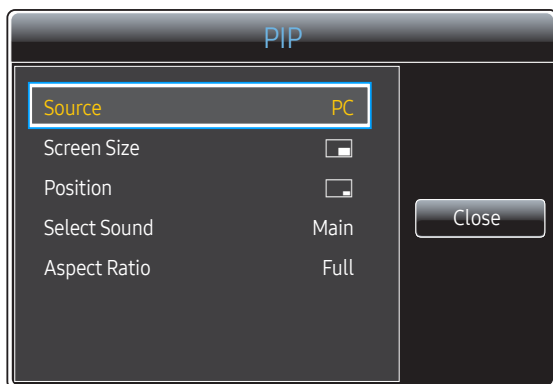 PIP
Source PC
Screen Size
Position
Select Sound Main
Aspect Ratio Full
Close